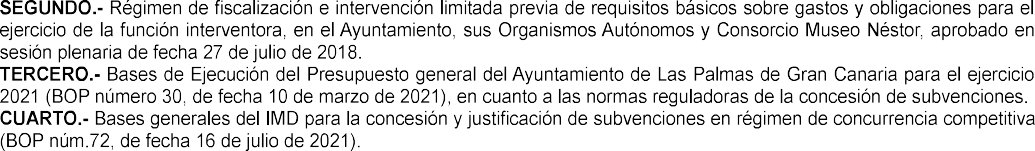 SEGUNDO.- Régimen de fiscalización e intervención limitada previa de requisitos básicos sobre gastos y obligaciones para el
ejercicio de la función interventora, en el Ayuntamiento, sus Organismos Autónomos y Consorcio Museo Néstor, aprobado en
sesión plenaria de fecha 27 de julio de 2018.
TERCERO.- Bases de Ejecución del Presupuesto general del Ayuntamiento de Las Palmas de Gran Canaria para el ejercicio
2021 (BOP número 30, de fecha 10 de marzo de 2021), en cuanto a las normas reguladoras de la concesión de subvenciones.
CUARTO.- Bases generales del IMD para la concesión y justificación de subvenciones en régimen de concurrencia competitiva
(BOP núm.72, de fecha 16 de julio de 2021).